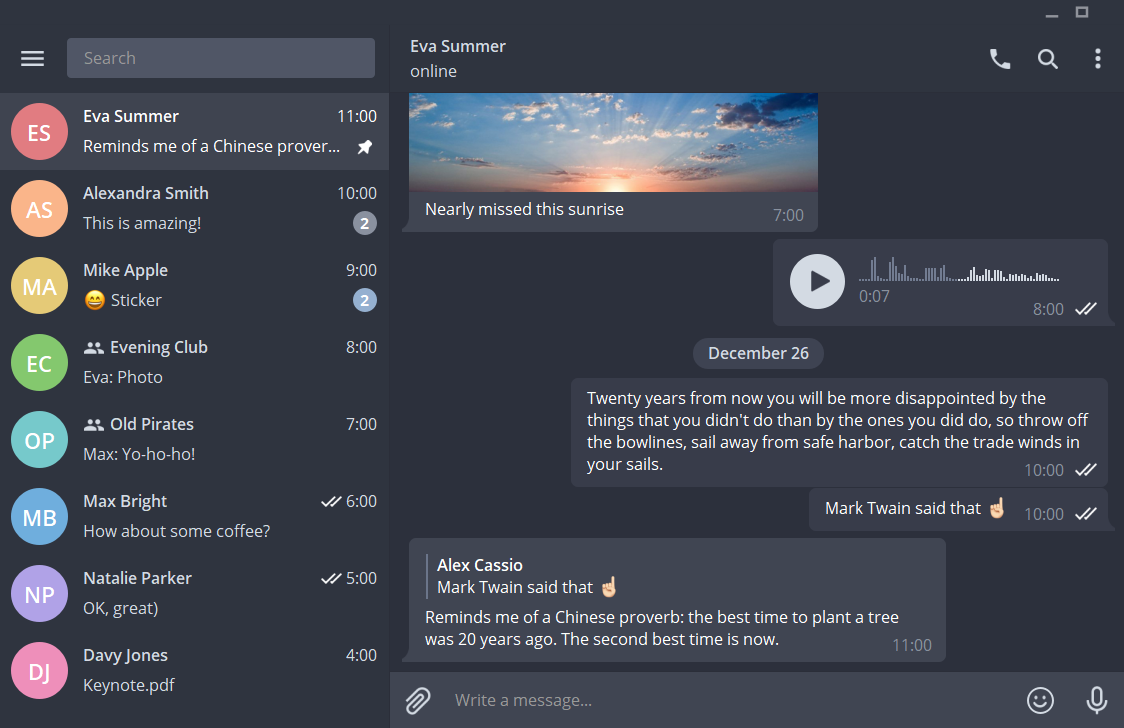 Search
ES
Eva Summer 11:00
Reminds me of a Chinese prover...
AS
Alexandra Smith 10:00
This is amazing! 2
MA
Mike Apple 9:00
😄 Sticker 2
EC
Evening Club 8:00
Eva: Photo
OP
Old Pirates 7:00
Max: Yo-ho-ho!
MB
Max Bright 6:00
How about some coffee?
NP
Natalie Parker 5:00
OK, great)
DJ
Davy Jones 4:00
Keynote.pdf
Eva Summer
online
Nearly missed this sunrise 7:00
0:07
8:00
December 26
Twenty years from now you will be more disappointed by the
things that you didn't do than by the ones you did do, so throw off
the bowlines, sail away from safe harbor, catch the trade winds in
your sails. 10:00
Mark Twain said that ☝🏻 10:00
Alex Cassio
Mark Twain said that ☝🏻
Reminds me of a Chinese proverb: the best time to plant a tree
was 20 years ago. The second best time is now. 11:00
Write a message...